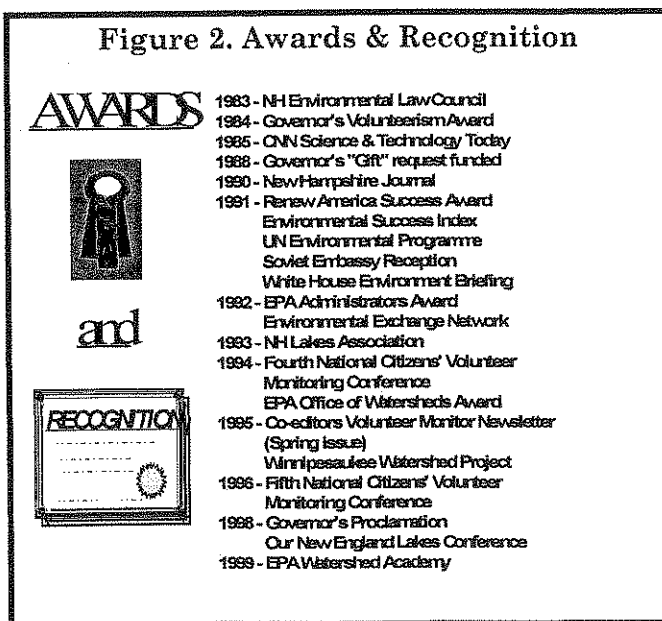 Figure 2. Awards & Recognition
AWARDS
and
RECOGNITION
1983 - NH Environmental Law Council
1984 - Governor's Volunteerism Award
1985 - CNN Science & Technology Today
1988 - Governor's "Gift" request funded
1990 - New Hampshire Journal
1991 - Renew America Success Award
Environmental Success Index
UN Environmental Programme
Soviet Embassy Reception
White House Environment Briefing
1992 - EPA Administrators Award
Environmental Exchange Network
1993 - NH Lakes Association
1994 - Fourth National Citizens' Volunteer
Monitoring Conference
EPA Office of Watersheds Award
1995 - Co-editors Volunteer Monitor Newsletter
(Spring Issue)
Winnipesaukee Watershed Project
1996 - Fifth National Citizens' Volunteer
Monitoring Conference
1998 - Governor's Proclamation
Our New England Lakes Conference
1999 - EPA Watershed Academy